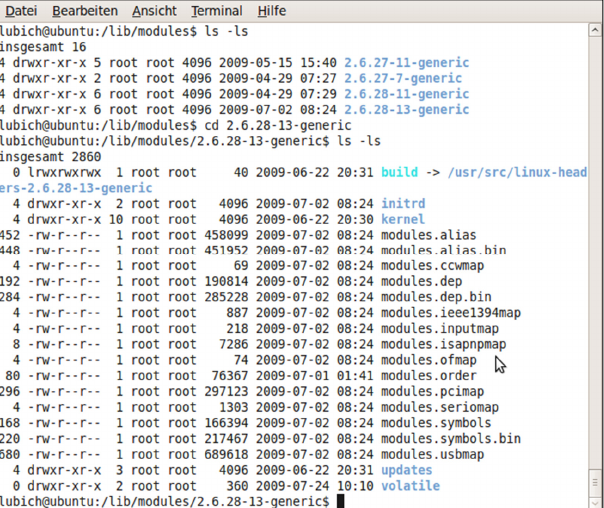 Datei Bearbeiten Ansicht Terminal Hilfe
lubich@ubuntu:/lib/modules$ ls -ls
insgesamt 16
4 drwxr-xr-x 5 root root 4096 2009-05-15 15:40 2.6.27-11-generic
4 drwxr-xr-x 2 root root 4096 2009-04-29 07:27 2.6.27-7-generic
4 drwxr-xr-x 6 root root 4096 2009-04-29 07:29 2.6.28-11-generic
4 drwxr-xr-x 6 root root 4096 2009-07-02 08:24 2.6.28-13-generic
lubich@ubuntu:/lib/modules$ cd 2.6.28-13-generic
lubich@ubuntu:/lib/modules/2.6.28-13-generic$ ls -ls
insgesamt 2860
0 lrwxrwxrwx 1 root root 40 2009-06-22 20:31 build -> /usr/src/linux-head
ers-2.6.28-13-generic
4 drwxr-xr-x 2 root root 4096 2009-07-02 08:24 initrd
4 drwxr-xr-x 10 root root 4096 2009-06-22 20:30 kernel
452 -rw-r--r-- 1 root root 458099 2009-07-02 08:24 modules.alias
448 -rw-r--r-- 1 root root 451952 2009-07-02 08:24 modules.alias.bin
4 -rw-r--r-- 1 root root 69 2009-07-02 08:24 modules.ccwmap
192 -rw-r--r-- 1 root root 190814 2009-07-02 08:24 modules.dep
284 -rw-r--r-- 1 root root 285228 2009-07-02 08:24 modules.dep.bin
4 -rw-r--r-- 1 root root 887 2009-07-02 08:24 modules.ieee1394map
4 -rw-r--r-- 1 root root 218 2009-07-02 08:24 modules.inputmap
8 -rw-r--r-- 1 root root 7286 2009-07-02 08:24 modules.isapnpmap
4 -rw-r--r-- 1 root root 74 2009-07-02 08:24 modules.ofmap
80 -rw-r--r-- 1 root root 76367 2009-07-01 01:41 modules.order
296 -rw-r--r-- 1 root root 297123 2009-07-02 08:24 modules.pcimap
4 -rw-r--r-- 1 root root 1303 2009-07-02 08:24 modules.seriomap
168 -rw-r--r-- 1 root root 166394 2009-07-02 08:24 modules.symbols
220 -rw-r--r-- 1 root root 217467 2009-07-02 08:24 modules.symbols.bin
680 -rw-r--r-- 1 root root 689618 2009-07-02 08:24 modules.usbmap
4 drwxr-xr-x 3 root root 4096 2009-06-22 20:31 updates
0 drwxr-xr-x 2 root root 360 2009-07-24 10:10 volatile
lubich@ubuntu:/lib/modules/2.6.28-13-generic$